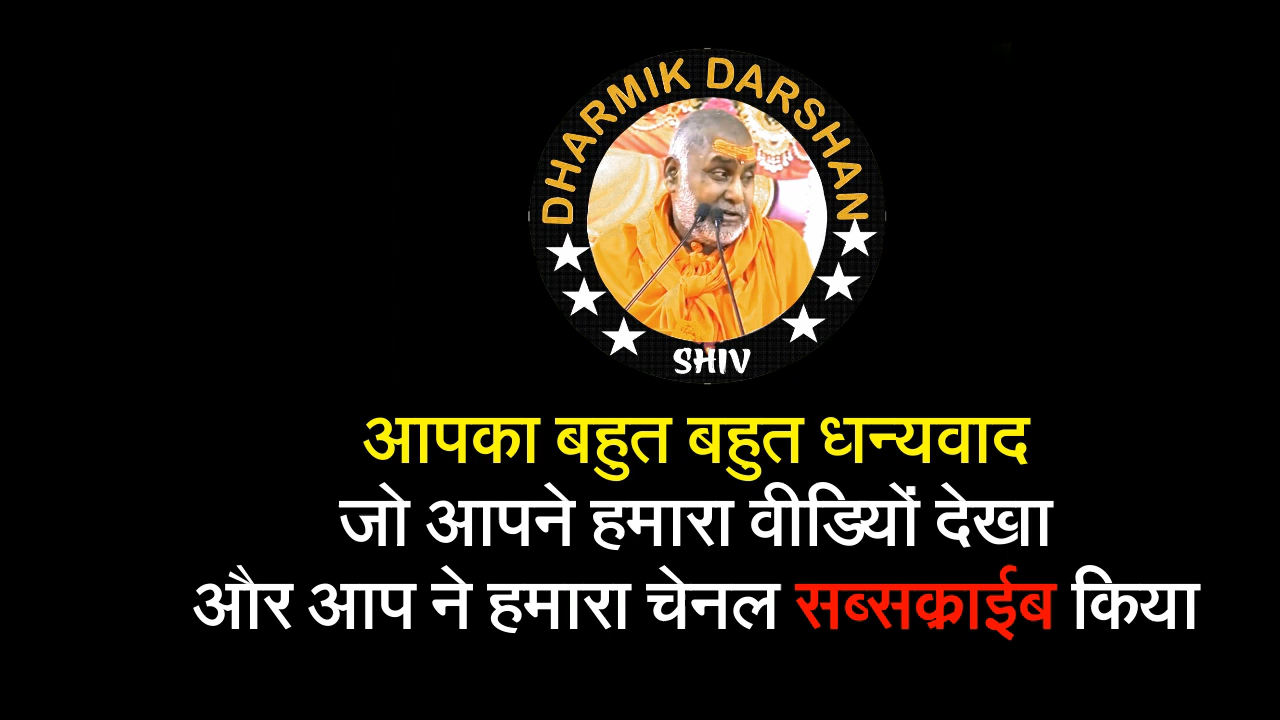 DHARMIK DARSHAN
SHIV
आपका बहुत बहुत धन्यवाद
जो आपने हमारा वीडियों देखा
और आप ने हमारा चेनल सब्सक्राईब किया